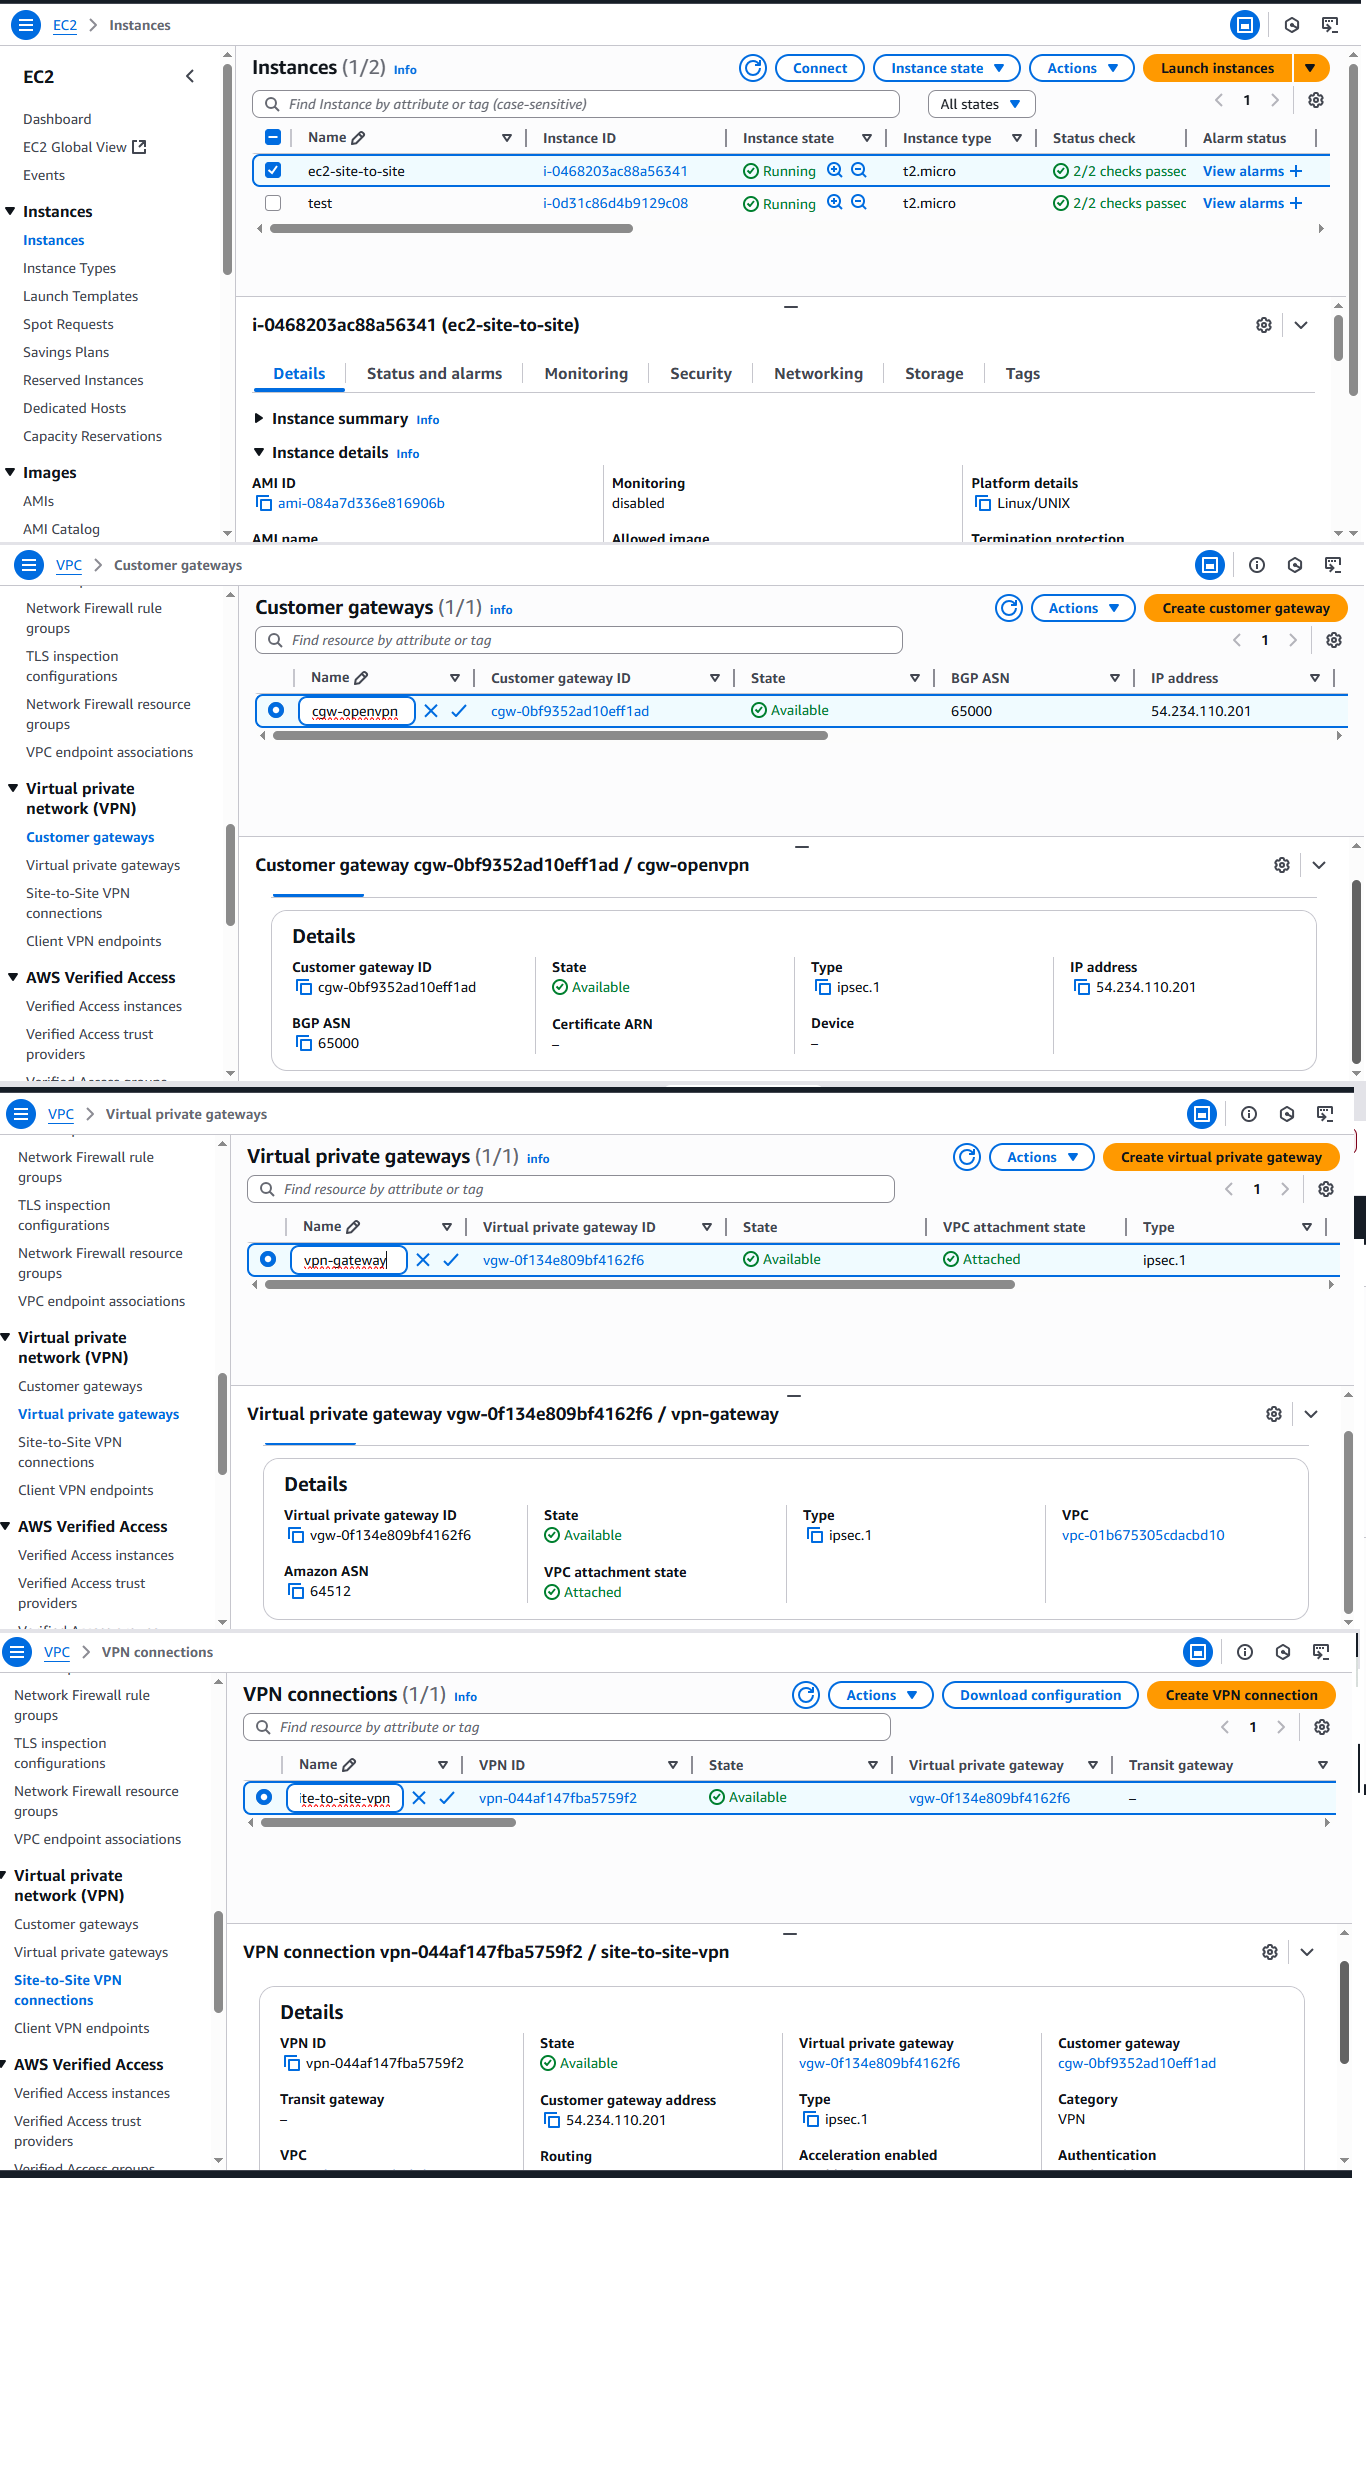 EC2 > Instances
EC2
Dashboard
EC2 Global View
Events
Instances
Instances
Instance Types
Launch Templates
Spot Requests
Savings Plans
Reserved Instances
Dedicated Hosts
Capacity Reservations
Images
AMIs
AMI Catalog
Instances (1/2) Info
Connect
Instance state
Actions
Launch instances
Find Instance by attribute or tag (case-sensitive)
All states
1
Name Instance ID Instance state Instance type Status check Alarm status
ec2-site-to-site i-0468203ac88a56341 Running t2.micro 2/2 checks passec View alarms +
test i-0d31c86d4b9129c08 Running t2.micro 2/2 checks passec View alarms +
i-0468203ac88a56341 (ec2-site-to-site)
Details Status and alarms Monitoring Security Networking Storage Tags
Instance summary Info
Instance details Info
AMI ID Monitoring Platform details
ami-084a7d336e816906b disabled Linux/UNIX
AMI name Allowed image Termination protection
VPC > Customer gateways
Network Firewall rule
groups
TLS inspection
configurations
Network Firewall resource
groups
VPC endpoint associations
Virtual private
network (VPN)
Customer gateways
Virtual private gateways
Site-to-Site VPN
connections
Client VPN endpoints
AWS Verified Access
Verified Access instances
Verified Access trust
providers
Verified Access groups
Customer gateways (1/1) info
Actions
Create customer gateway
Find resource by attribute or tag
1
Name Customer gateway ID State BGP ASN IP address
cgw-openvpn cgw-0bf9352ad10eff1ad Available 65000 54.234.110.201
Customer gateway cgw-0bf9352ad10eff1ad / cgw-openvpn
Details
Customer gateway ID State Type IP address
cgw-0bf9352ad10eff1ad Available ipsec.1 54.234.110.201
BGP ASN Certificate ARN Device
65000 – –
VPC > Virtual private gateways
Network Firewall rule
groups
TLS inspection
configurations
Network Firewall resource
groups
VPC endpoint associations
Virtual private
network (VPN)
Customer gateways
Virtual private gateways
Site-to-Site VPN
connections
Client VPN endpoints
AWS Verified Access
Verified Access instances
Verified Access trust
providers
Virtual private gateways (1/1) info
Actions
Create virtual private gateway
Find resource by attribute or tag
1
Name Virtual private gateway ID State VPC attachment state Type
vpn-gateway vgw-0f134e809bf4162f6 Available Attached ipsec.1
Virtual private gateway vgw-0f134e809bf4162f6 / vpn-gateway
Details
Virtual private gateway ID State Type VPC
vgw-0f134e809bf4162f6 Available ipsec.1 vpc-01b675305cdacbd10
Amazon ASN VPC attachment state
64512 Attached
VPC > VPN connections
Network Firewall rule
groups
TLS inspection
configurations
Network Firewall resource
groups
VPC endpoint associations
Virtual private
network (VPN)
Customer gateways
Virtual private gateways
Site-to-Site VPN
connections
Client VPN endpoints
AWS Verified Access
Verified Access instances
Verified Access trust
providers
Verified Access groups
VPN connections (1/1) Info
Actions
Download configuration
Create VPN connection
Find resource by attribute or tag
1
Name VPN ID State Virtual private gateway Transit gateway
ite-to-site-vpn vpn-044af147fba5759f2 Available vgw-0f134e809bf4162f6 –
VPN connection vpn-044af147fba5759f2 / site-to-site-vpn
Details
VPN ID State Virtual private gateway Customer gateway
vpn-044af147fba5759f2 Available vgw-0f134e809bf4162f6 cgw-0bf9352ad10eff1ad
Transit gateway Customer gateway address Type Category
– 54.234.110.201 ipsec.1 VPN
VPC Routing Acceleration enabled Authentication